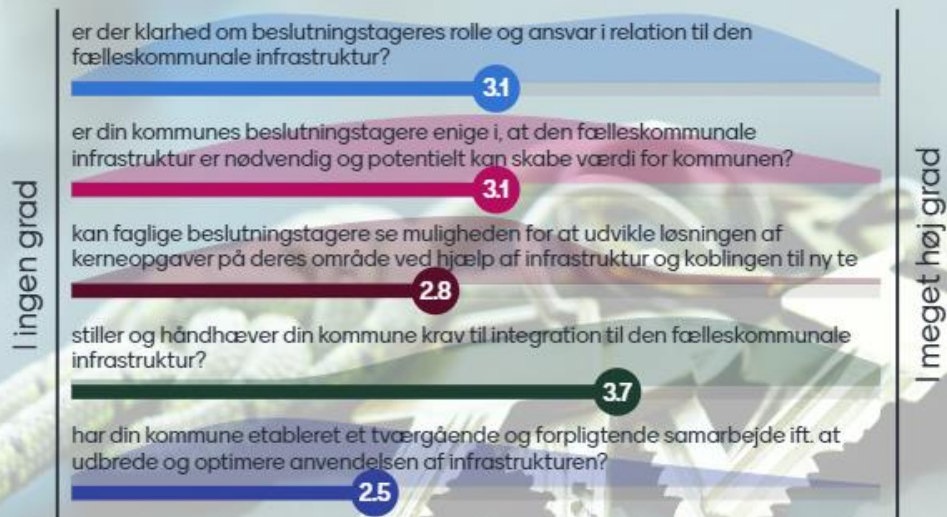 er der klarhed om beslutningstageres rolle og ansvar i relation til den
fælleskommunale infrastruktur?
3.1
er din kommunes beslutningstagere enige i, at den fælleskommunale
infrastruktur er nødvendig og potentielt kan skabe værdi for kommunen?
3.1
kan faglige beslutningstagere se muligheden for at udvikle løsningen af
kerneopgaver på deres område ved hjælp af infrastruktur og koblingen til ny te
2.8
stiller og håndhæver din kommune krav til integration til den fælleskommunale
infrastruktur?
3.7
har din kommune etableret et tværgående og forpligtende samarbejde ift. at
udbrede og optimere anvendelsen af infrastrukturen?
2.5
I ingen grad
I meget høj grad